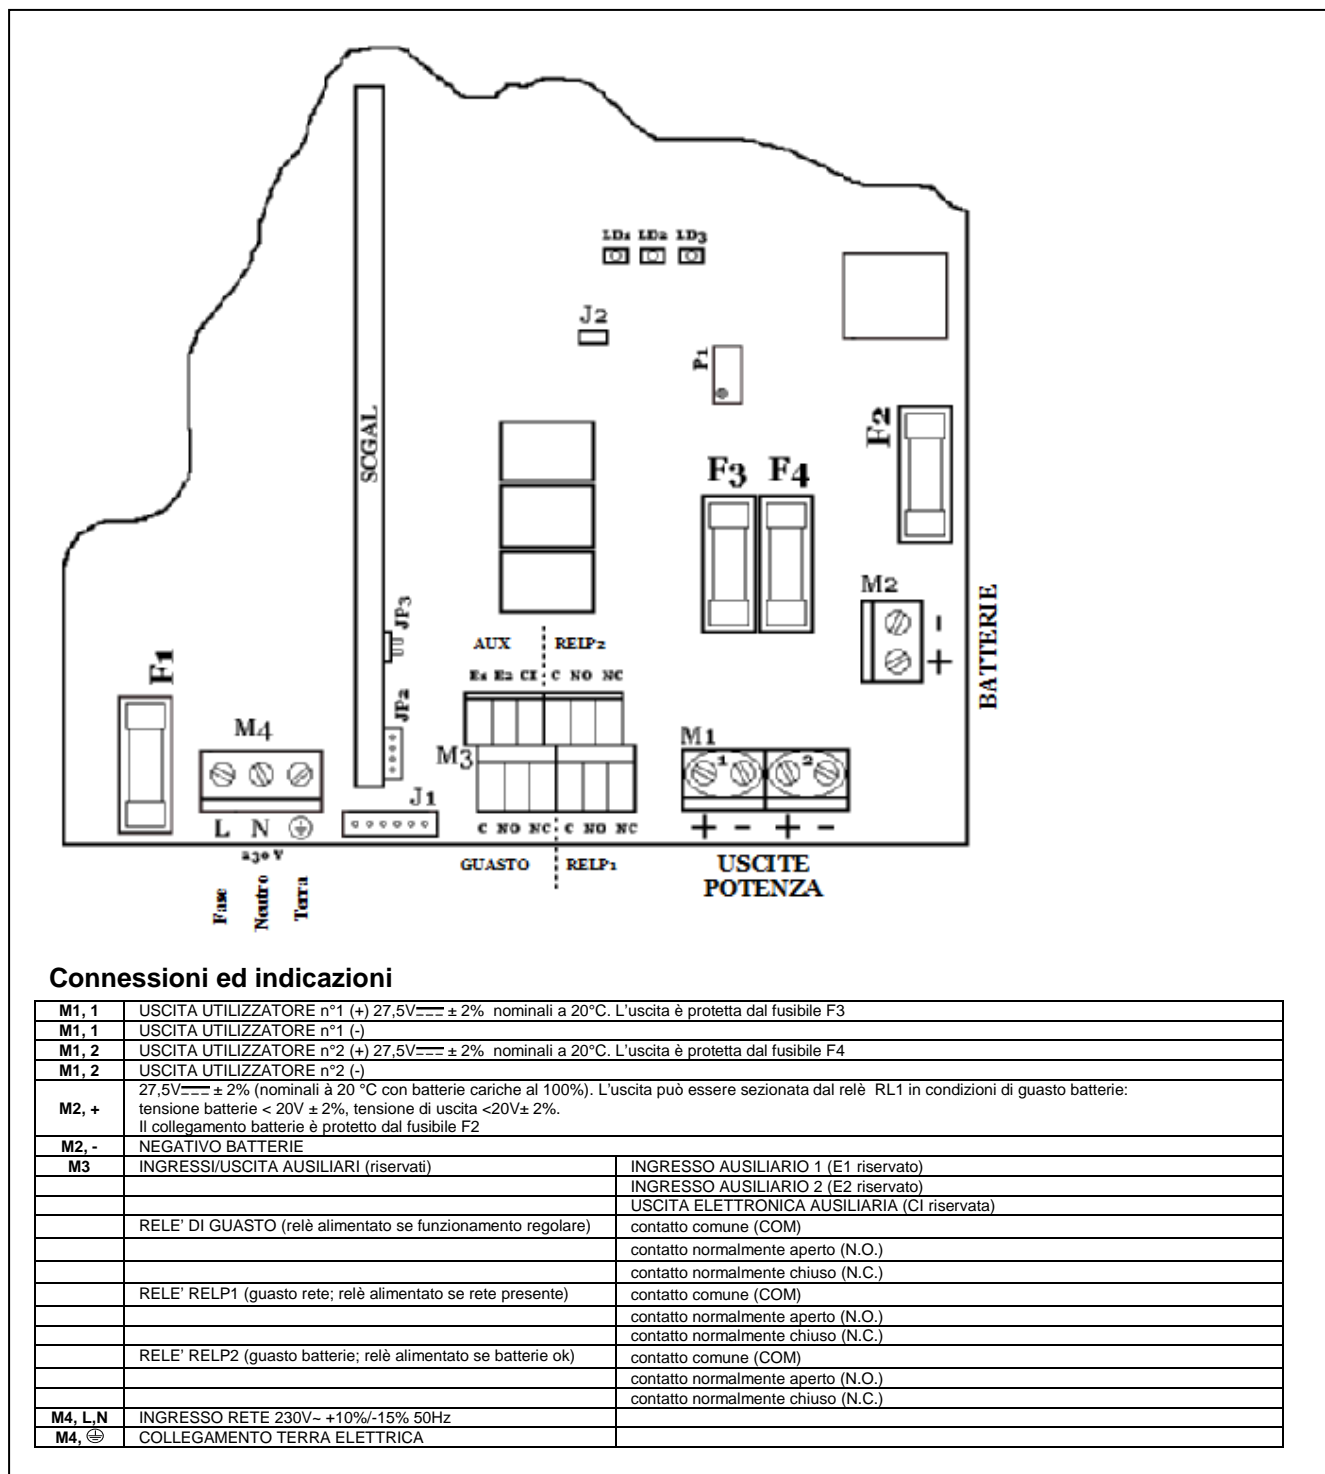 LD1 LD2 LD3
J2
P1
F2
SCGAL
F3 F4
M2
-
+
BATTERIE
JP3
AUX RELP2
E1 E2 CI C NO NC
F1
JP2
M4
M3
M1
1 2
J1
L N
C NO NC C NO NC
+ - + -
230 V
GUASTO RELP1
USCITE
POTENZA
Fase
Neutro
Terra
Connessioni ed indicazioni
M1, 1 USCITA UTILIZZATORE n°1 (+) 27,5V ± 2% nominali a 20°C. L'uscita è protetta dal fusibile F3
M1, 1 USCITA UTILIZZATORE n°1 (-)
M1, 2 USCITA UTILIZZATORE n°2 (+) 27,5V ± 2% nominali a 20°C. L'uscita è protetta dal fusibile F4
M1, 2 USCITA UTILIZZATORE n°2 (-)
M2, + 27,5V ± 2% (nominali à 20 °C con batterie cariche al 100%). L'uscita può essere sezionata dal relè RL1 in condizioni di guasto batterie:
tensione batterie < 20V ± 2%, tensione di uscita <20V± 2%.
Il collegamento batterie è protetto dal fusibile F2
M2, - NEGATIVO BATTERIE
M3 INGRESSI/USCITA AUSILIARI (riservati) INGRESSO AUSILIARIO 1 (E1 riservato)
INGRESSO AUSILIARIO 2 (E2 riservato)
USCITA ELETTRONICA AUSILIARIA (CI riservata)
RELE' DI GUASTO (relè alimentato se funzionamento regolare) contatto comune (COM)
contatto normalmente aperto (N.O.)
contatto normalmente chiuso (N.C.)
RELE' RELP1 (guasto rete; relè alimentato se rete presente) contatto comune (COM)
contatto normalmente aperto (N.O.)
contatto normalmente chiuso (N.C.)
RELE' RELP2 (guasto batterie; relè alimentato se batterie ok) contatto comune (COM)
contatto normalmente aperto (N.O.)
contatto normalmente chiuso (N.C.)
M4, L,N INGRESSO RETE 230V~ +10%/-15% 50Hz
M4, ⏚ COLLEGAMENTO TERRA ELETTRICA